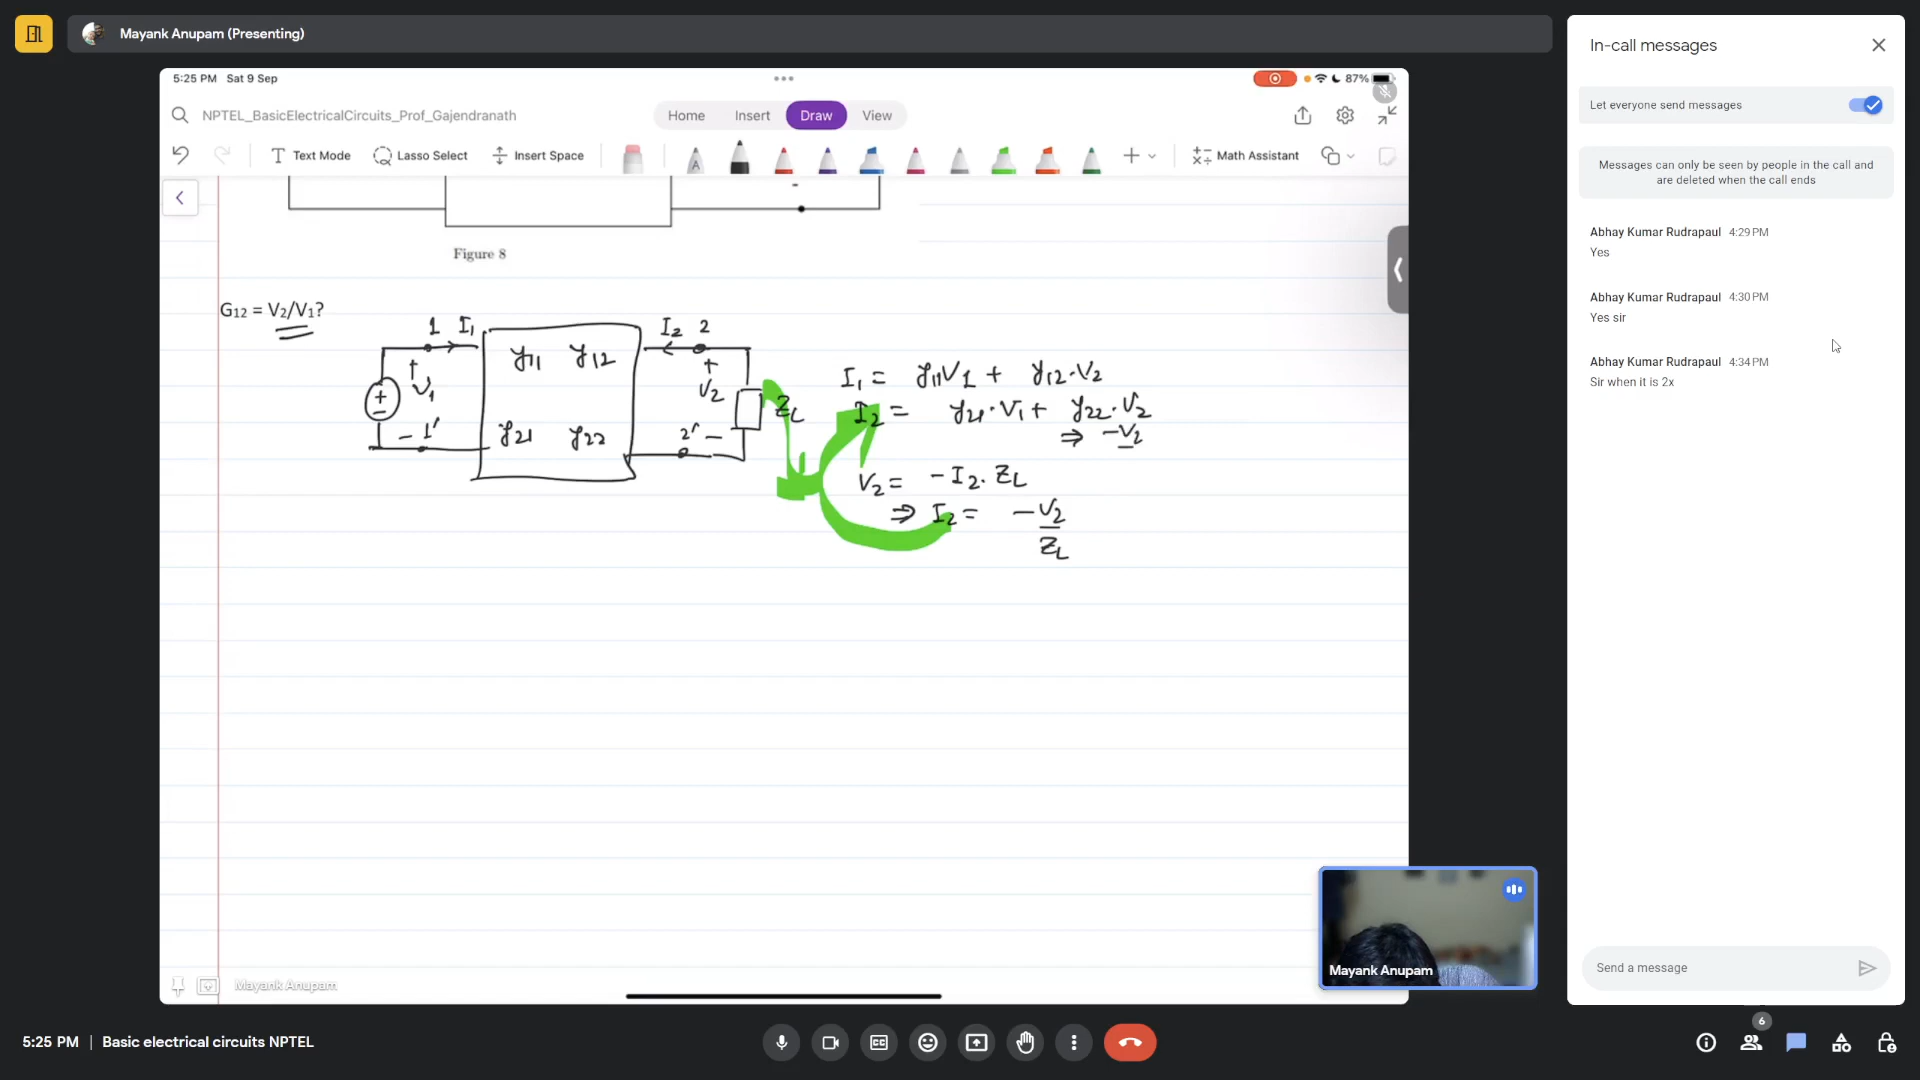 Mayank Anupam (Presenting)
5:25 PM Sat 9 Sep
87%
NPTEL_BasicElectricalCircuits_Prof_Gajendranath
Home Insert Draw View
Text Mode Lasso Select Insert Space A Math Assistant
-
Figure 8
G12 = V2/V1?
1 I1 I2 2
+ V1 -
y11 y12
y21 y22
+ V2 -
ZL
1' 2'
I1 = y11V1 + y12·V2
I2 = y21·V1 + y22·V2
⇒ -V2
V2 = -I2·ZL
⇒ I2 = -V2/ZL
Mayank Anupam
Mayank Anupam
In-call messages
Let everyone send messages
Messages can only be seen by people in the call and
are deleted when the call ends
Abhay Kumar Rudrapaul 4:29 PM
Yes
Abhay Kumar Rudrapaul 4:30 PM
Yes sir
Abhay Kumar Rudrapaul 4:34 PM
Sir when it is 2x
Send a message
5:25 PM | Basic electrical circuits NPTEL
6